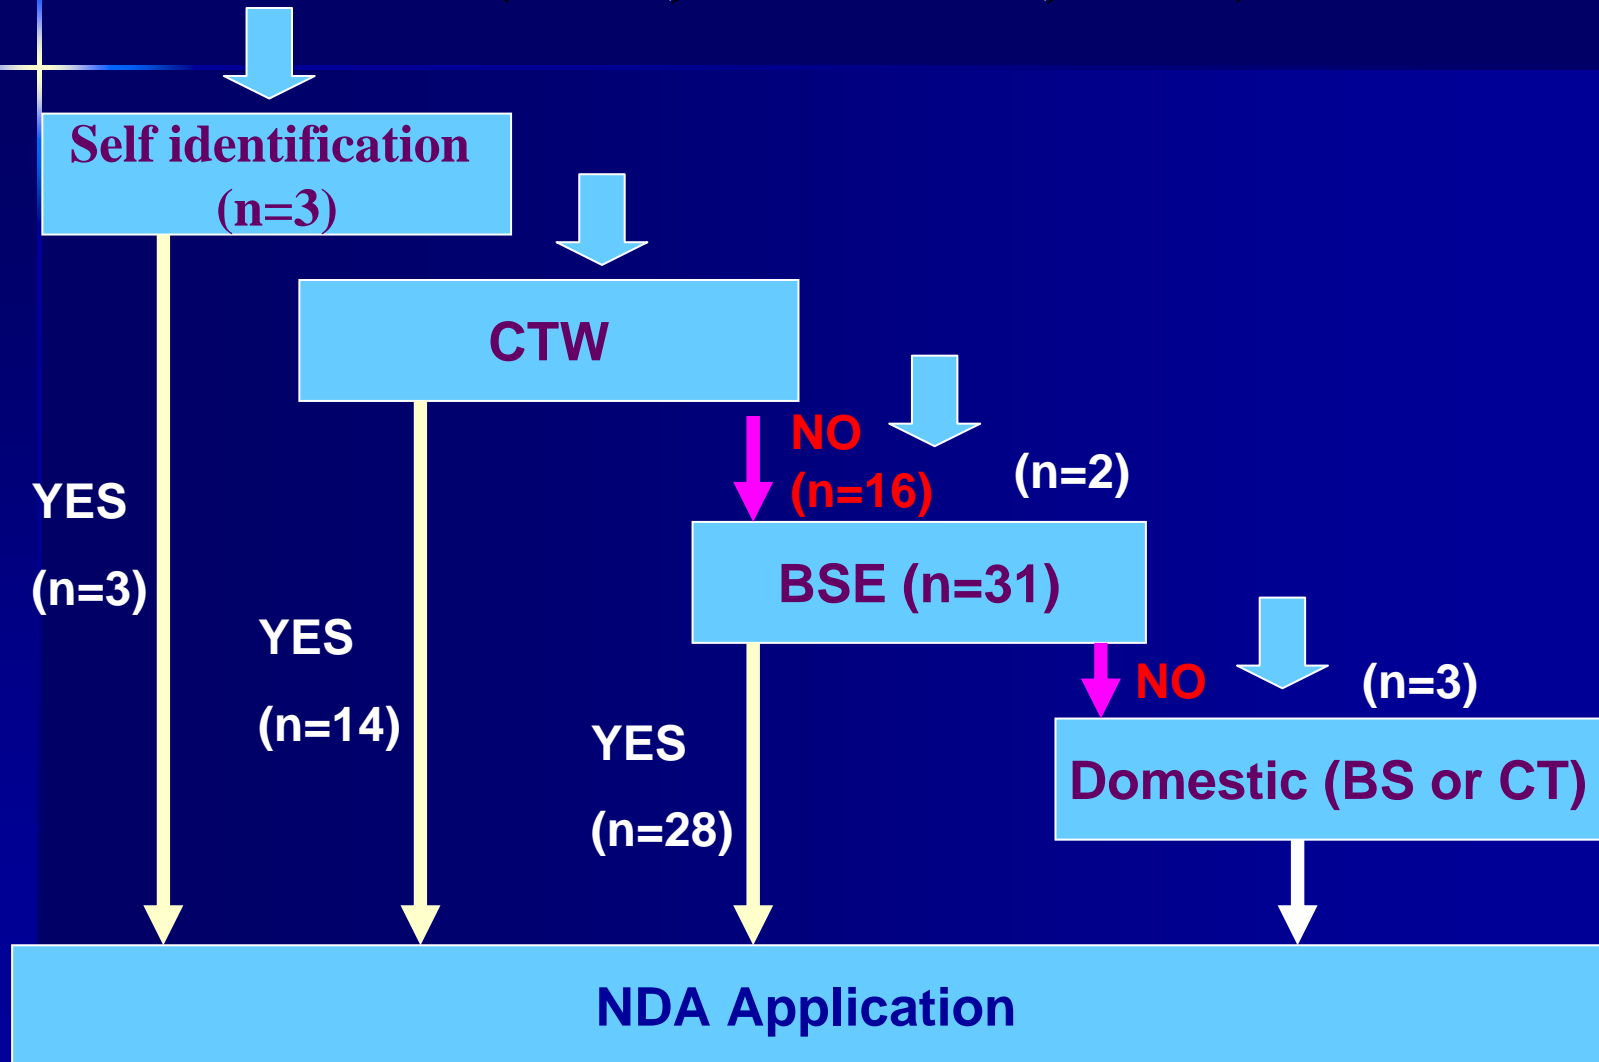 Self identification
(n=3)
CTW
NO
(n=16)
(n=2)
YES
(n=3)
BSE (n=31)
YES
(n=14)
NO
(n=3)
YES
(n=28)
Domestic (BS or CT)
NDA Application